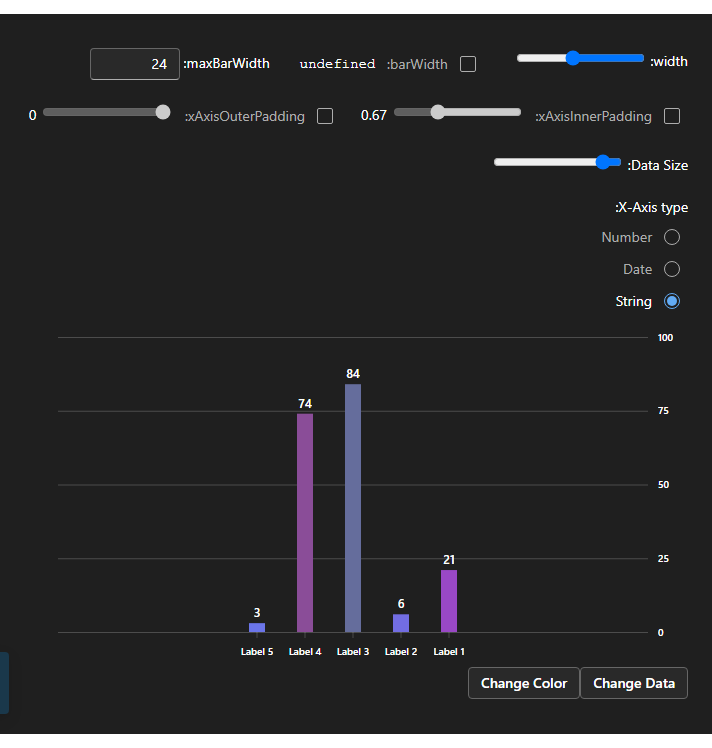 :width
:barWidth undefined
:maxBarWidth 24
:xAxisInnerPadding 0.67
:xAxisOuterPadding 0
:Data Size
:X-Axis type
Number
Date
String
100
75
50
25
0
3
74
84
6
21
Label 5 Label 4 Label 3 Label 2 Label 1
Change Color Change Data